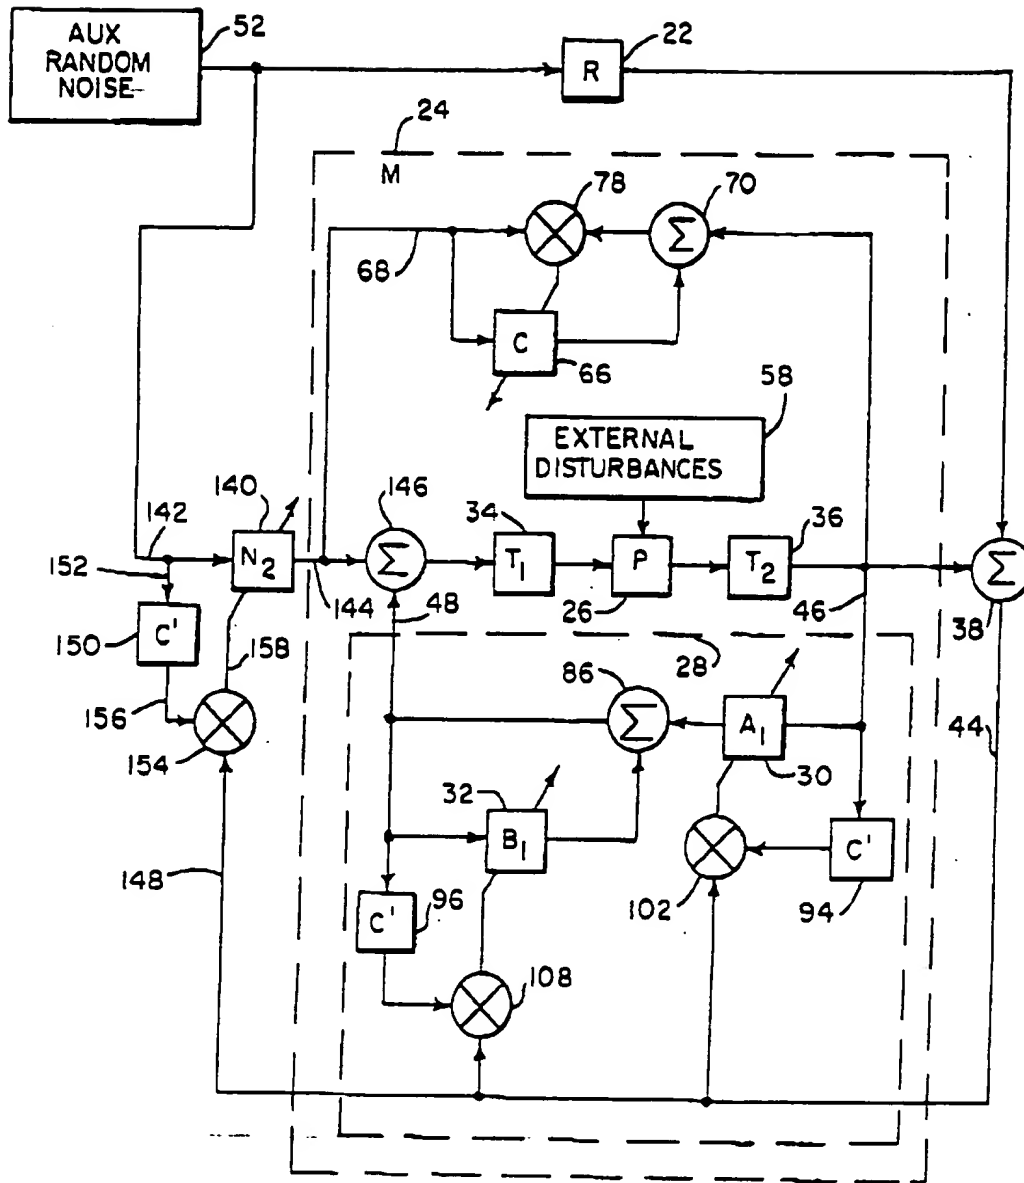 AUX
RANDOM
NOISE
52
R
22
24
M
78
70
Σ
68
C
66
58
EXTERNAL
DISTURBANCES
142
140
N2
146
Σ
34
T1
P
36
T2
Σ
152
144
48
26
46
38
150
C'
158
86
28
Σ
A1
30
44
156
154
32
B1
C'
148
102
94
C'
96
108